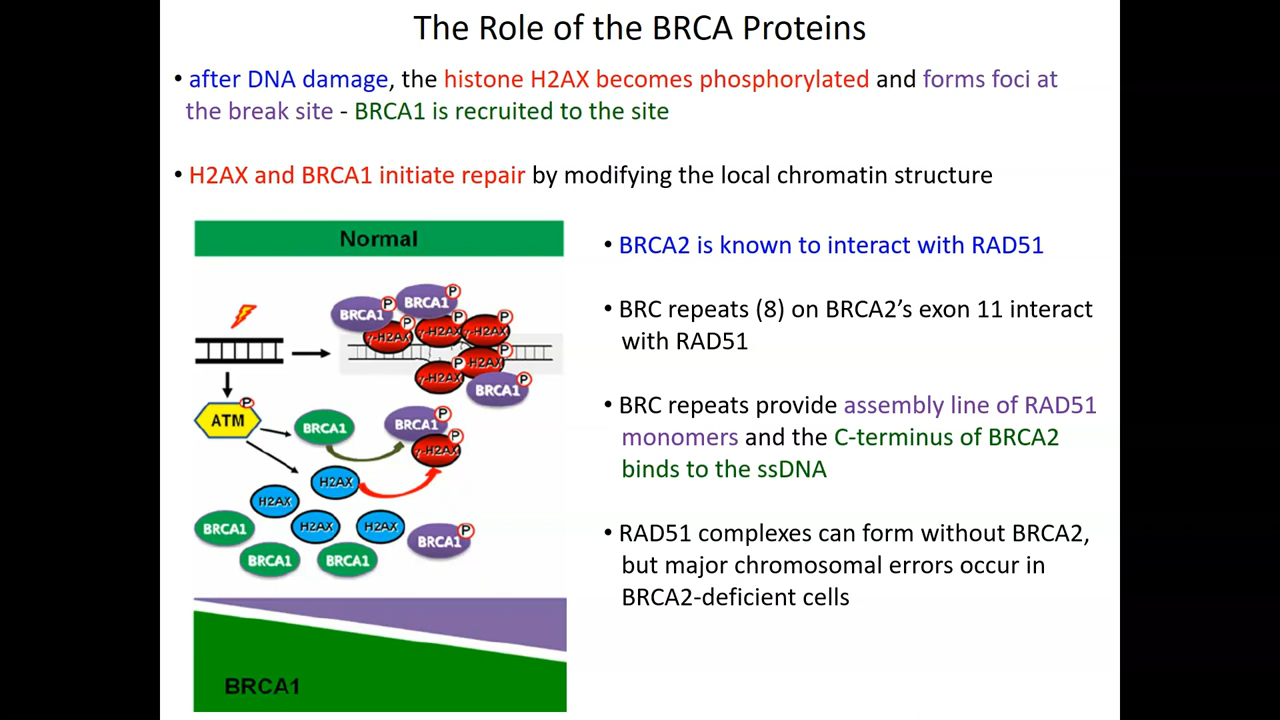 The Role of the BRCA Proteins
• after DNA damage, the histone H2AX becomes phosphorylated and forms foci at
the break site - BRCA1 is recruited to the site
• H2AX and BRCA1 initiate repair by modifying the local chromatin structure
Normal
P
BRCA1
P
BRCA1
P
γ-H2AX
P
γ-H2AX
P
γ-H2AX
P
γ-H2AX
P
H2AX
P
BRCA1
P
ATM
BRCA1
P
BRCA1
P
γ-H2AX
H2AX
H2AX
H2AX
H2AX
BRCA1
BRCA1
BRCA1
P
BRCA1
BRCA1
• BRCA2 is known to interact with RAD51
• BRC repeats (8) on BRCA2’s exon 11 interact
with RAD51
• BRC repeats provide assembly line of RAD51
monomers and the C-terminus of BRCA2
binds to the ssDNA
• RAD51 complexes can form without BRCA2,
but major chromosomal errors occur in
BRCA2-deficient cells